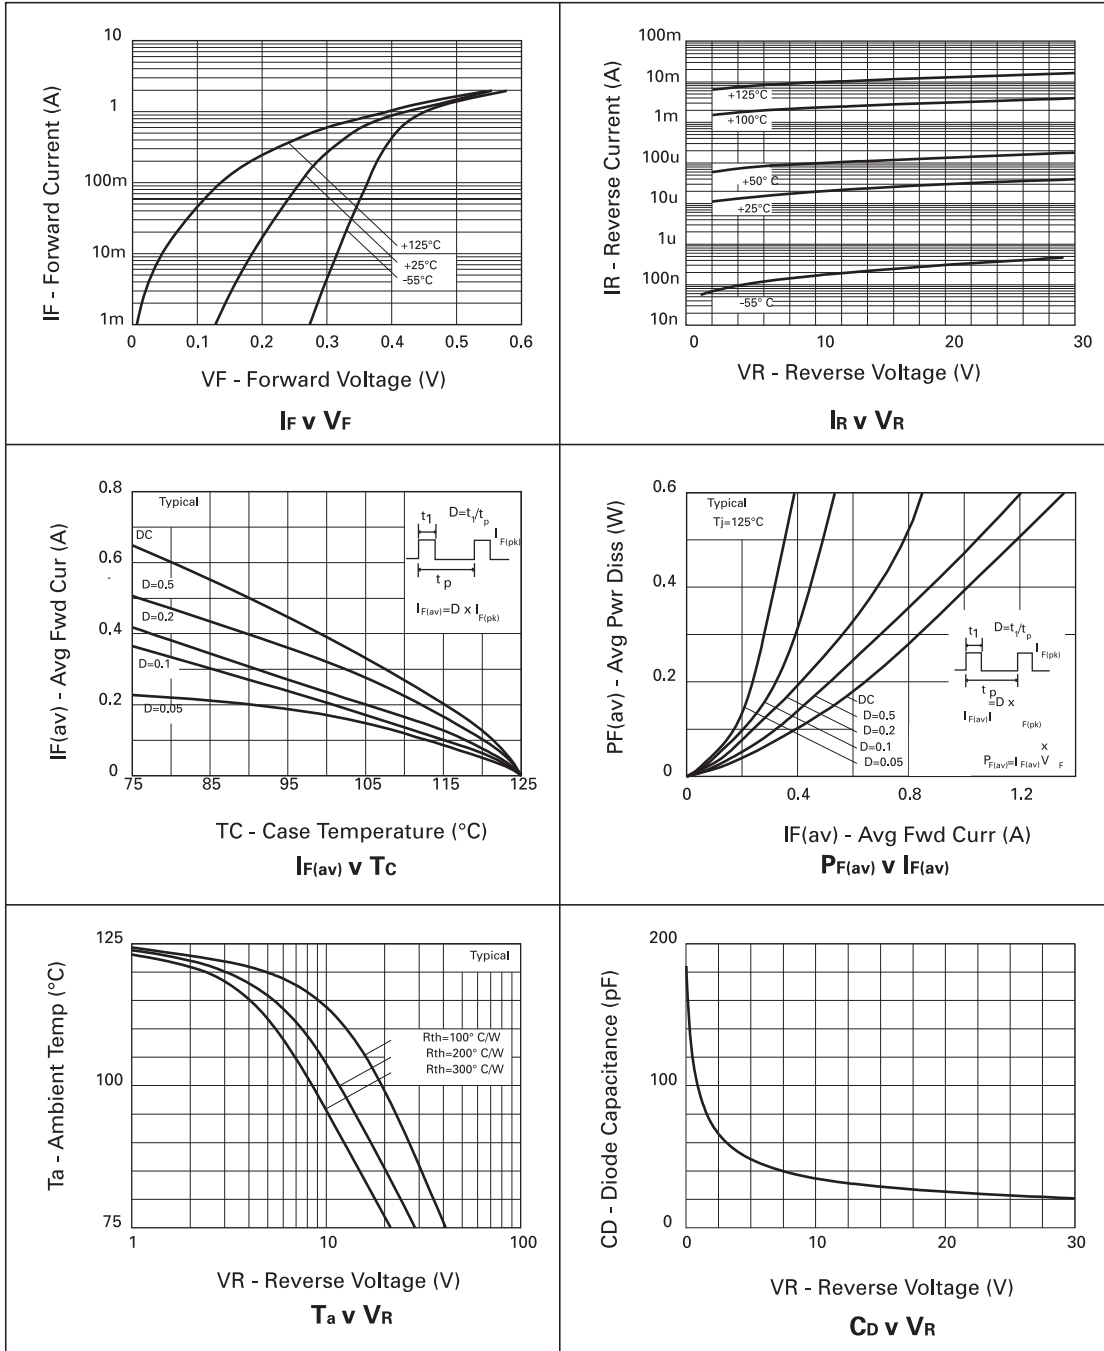 10
1
100m
10m
1m
IF - Forward Current (A)
+125°C
+25°C
-55°C
0 0.1 0.2 0.3 0.4 0.5 0.6
VF - Forward Voltage (V)
IF v VF
100m
10m
1m
100u
10u
1u
100n
10n
IR - Reverse Current (A)
+125°C
+100°C
+50° C
+25°C
-55° C
0 10 20 30
VR - Reverse Voltage (V)
IR v VR
0.8
0.6
0.4
0.2
0
IF(av) - Avg Fwd Cur (A)
Typical
DC
D=0.5
D=0.2
D=0.1
D=0.05
t1 D=t1/tp
IF(pk)
tp
IF(av)=D x IF(pk)
75 85 95 105 115 125
TC - Case Temperature (°C)
IF(av) v TC
0.6
0.4
0.2
0
PF(av) - Avg Pwr Diss (W)
Typical
Tj=125°C
t1 D=t1/tp
IF(pk)
tp
=D x
IF(av)I F(pk)
x
PF(av)=IF(av)V F
DC
D=0.5
D=0.2
D=0.1
D=0.05
0 0.4 0.8 1.2
IF(av) - Avg Fwd Curr (A)
PF(av) v IF(av)
125
100
75
Ta - Ambient Temp (°C)
Typical
Rth=100° C/W
Rth=200° C/W
Rth=300° C/W
1 10 100
VR - Reverse Voltage (V)
Ta v VR
200
100
0
CD - Diode Capacitance (pF)
0 10 20 30
VR - Reverse Voltage (V)
CD v VR